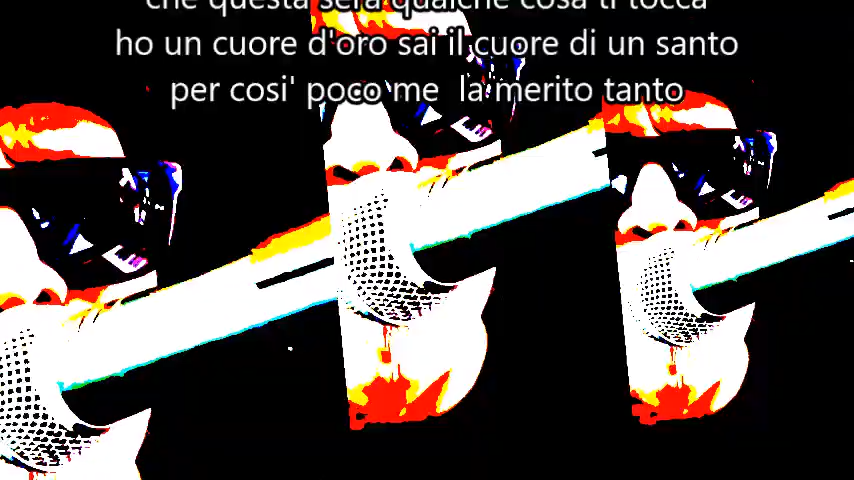 che questa sera qualche cosa ti tocca
ho un cuore d'oro sai il cuore di un santo
per cosi' poco me la merito tanto